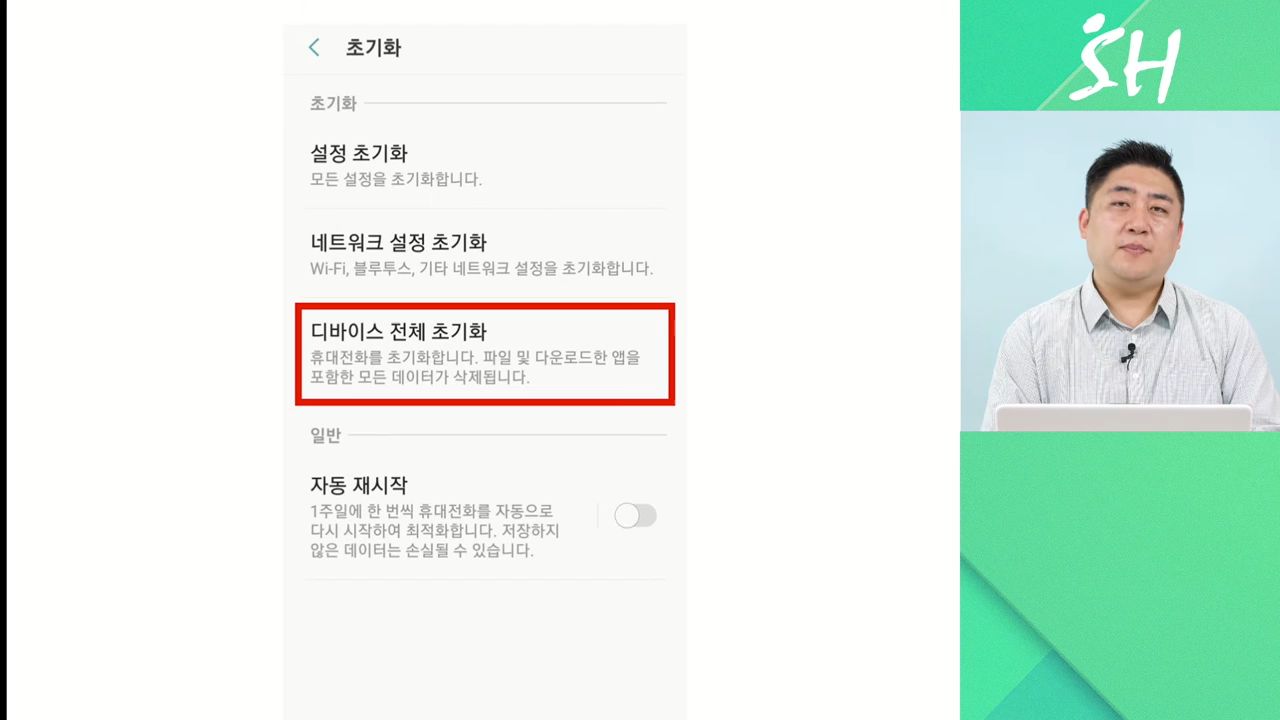 초기화
초기화
설정 초기화
모든 설정을 초기화합니다.
네트워크 설정 초기화
Wi-Fi, 블루투스, 기타 네트워크 설정을 초기화합니다.
디바이스 전체 초기화
휴대전화를 초기화합니다. 파일 및 다운로드한 앱을
포함한 모든 데이터가 삭제됩니다.
일반
자동 재시작
1주일에 한 번씩 휴대전화를 자동으로
다시 시작하여 최적화합니다. 저장하지
않은 데이터는 손실될 수 있습니다.
SH